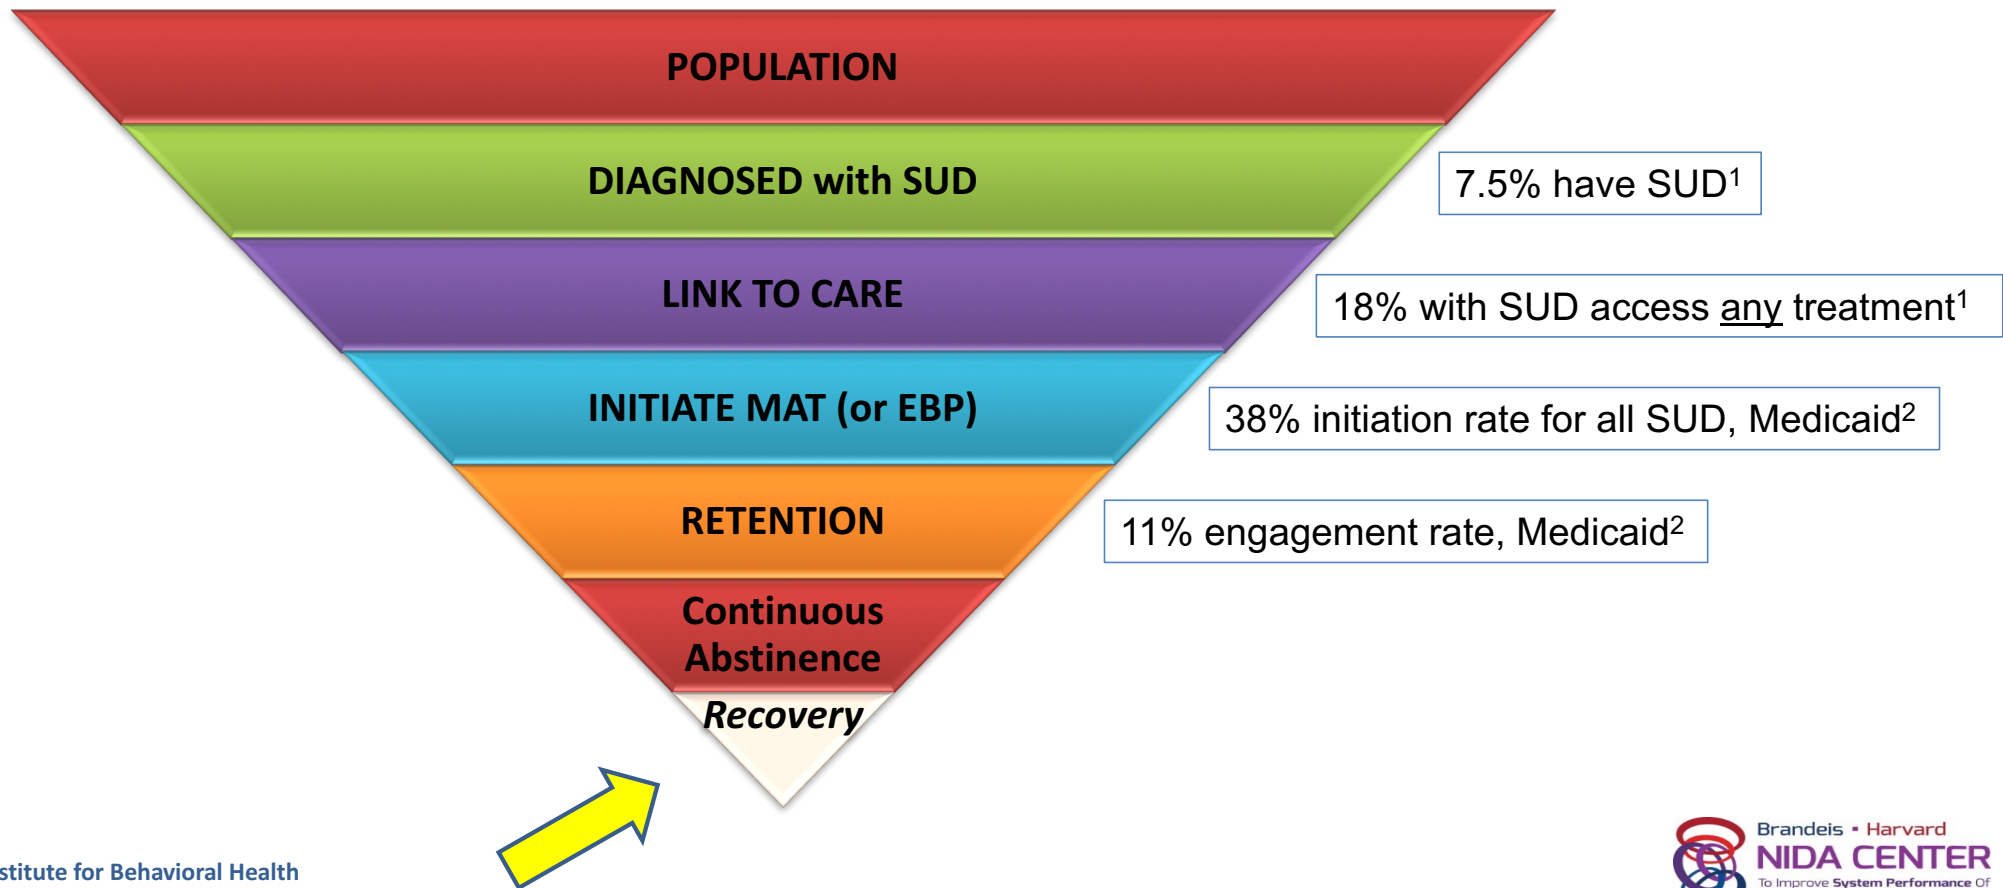 POPULATION
DIAGNOSED with SUD
7.5% have SUD¹
LINK TO CARE
18% with SUD access any treatment¹
INITIATE MAT (or EBP)
38% initiation rate for all SUD, Medicaid²
RETENTION
11% engagement rate, Medicaid²
Continuous
Abstinence
Recovery
stitute for Behavioral Health
Brandeis ▪ Harvard
NIDA CENTER
To Improve System Performance Of